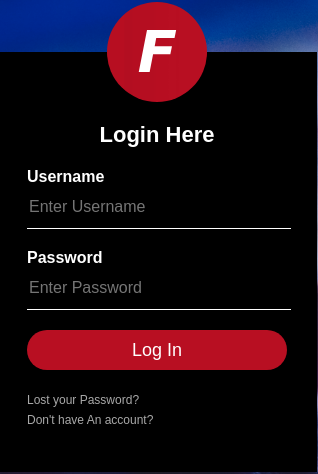 F
Login Here
Username
Enter Username
Password
Enter Password
Log In
Lost your Password?
Don't have An account?